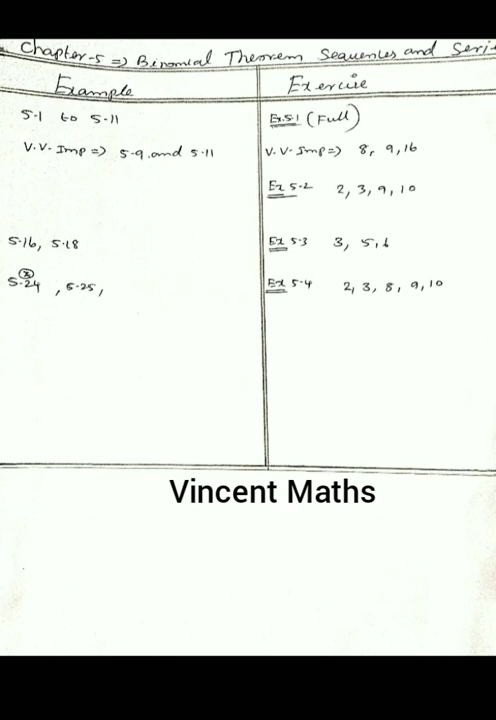 Chapter-5 => Binomial Theorem Sequences and Seri
Example Exercise
5.1 to 5.11 Ex 5.1 (Full)
V.V. Imp => 5.9 and 5.11 V.V. Imp => 8, 9, 16
Ex 5.2 2, 3, 9, 10
5.16, 5.18 Ex 5.3 3, 5, 6
5.24, 5.25, Ex 5.4 2, 3, 8, 9, 10
Vincent Maths